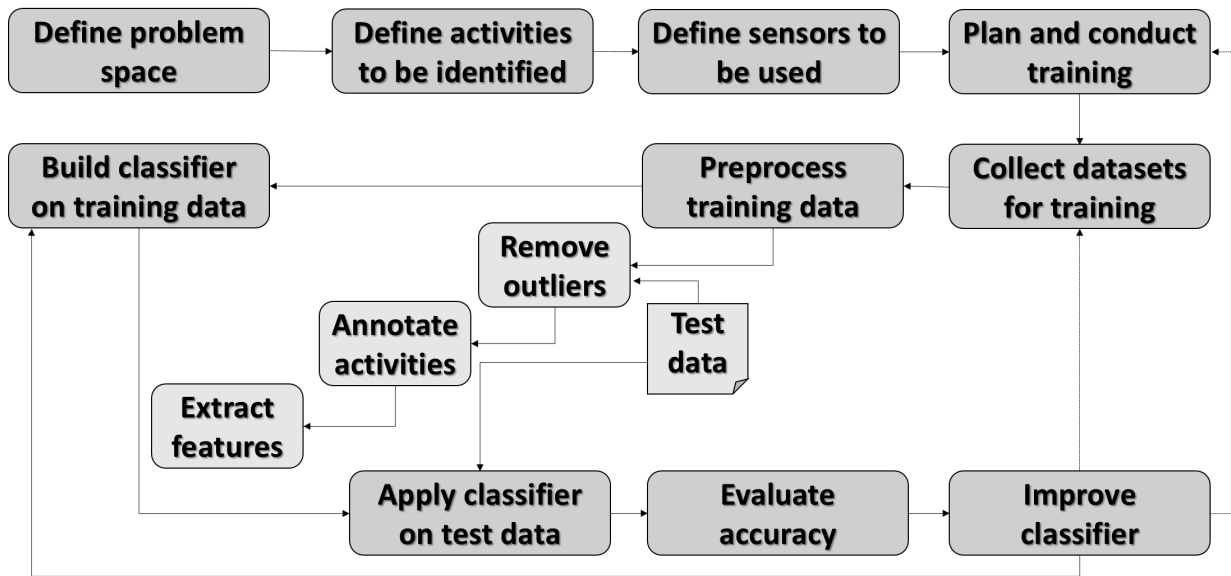 Define problem
space
Define activities
to be identified
Define sensors to
be used
Plan and conduct
training
Build classifier
on training data
Preprocess
training data
Collect datasets
for training
Remove
outliers
Annotate
activities
Test
data
Extract
features
Apply classifier
on test data
Evaluate
accuracy
Improve
classifier